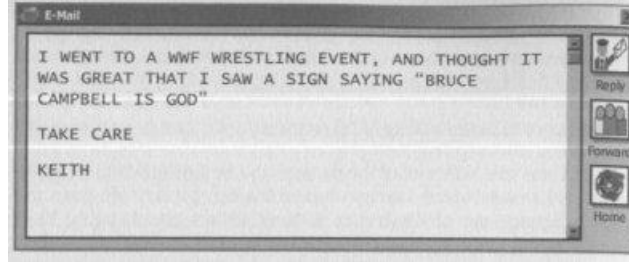 E-Mail
I WENT TO A WWF WRESTLING EVENT, AND THOUGHT IT
WAS GREAT THAT I SAW A SIGN SAYING "BRUCE
CAMPBELL IS GOD"
TAKE CARE
KEITH
Reply
Forward
Home